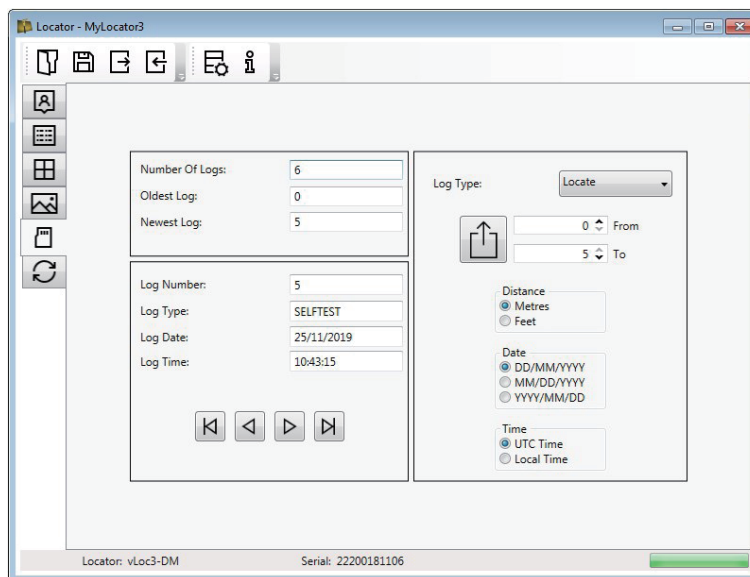 Locator - MyLocator3
Number Of Logs: 6
Oldest Log: 0
Newest Log: 5
Log Number: 5
Log Type: SELFTEST
Log Date: 25/11/2019
Log Time: 10:43:15
Log Type: Locate
0 From
5 To
Distance
Metres
Feet
Date
DD/MM/YYYY
MM/DD/YYYY
YYYY/MM/DD
Time
UTC Time
Local Time
Locator: vLoc3-DM Serial: 22200181106